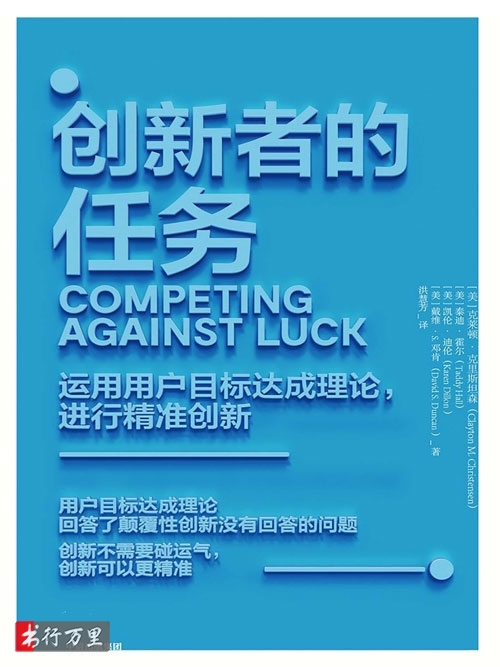 创新者的
任务
COMPETING
AGAINST LUCK
运用用户目标达成理论，
进行精准创新
[美] 克莱顿·克里斯坦森 (Clayton M. Christensen)
[美] 泰迪·霍尔 (Taddy Hall)
[美] 凯伦·迪伦 (Karen Dillon)
[美] 戴维·S. 邓肯 (David S. Duncan)_著
洪慧芳_译
用户目标达成理论
回答了颠覆性创新没有回答的问题
创新不需要碰运气，
创新可以更精准
书行万里
集团